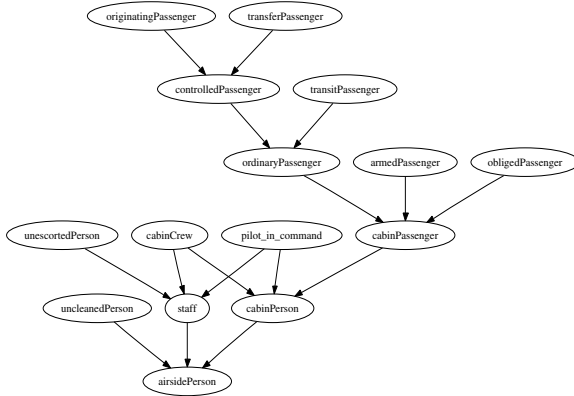 originatingPassenger
transferPassenger
controlledPassenger
transitPassenger
ordinaryPassenger
armedPassenger
obligedPassenger
unescortedPerson
cabinCrew
pilot_in_command
cabinPassenger
uncleanedPerson
staff
cabinPerson
airsidePerson